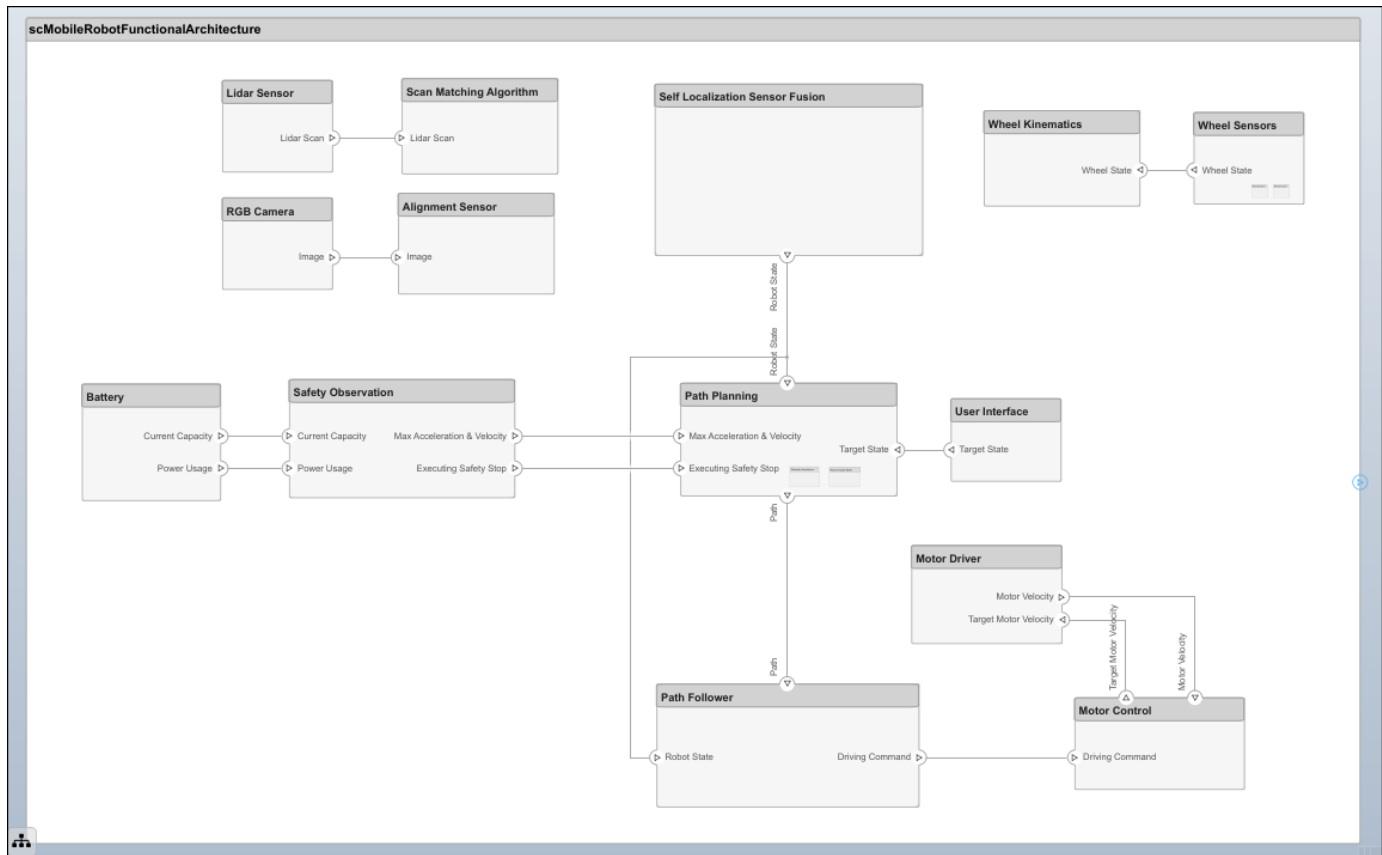 scMobileRobotFunctionalArchitecture
Lidar Sensor
Lidar Scan
Scan Matching Algorithm
Lidar Scan
Self Localization Sensor Fusion
Robot State
Wheel Kinematics
Wheel State
Wheel Sensors
Wheel State
RGB Camera
Image
Alignment Sensor
Image
Battery
Current Capacity
Power Usage
Safety Observation
Current Capacity
Max Acceleration & Velocity
Power Usage
Executing Safety Stop
Robot State
Path Planning
Max Acceleration & Velocity
Target State
Executing Safety Stop
Path
User Interface
Target State
Motor Driver
Motor Velocity
Target Motor Velocity
Path
Path Follower
Robot State
Driving Command
Target Motor Velocity
Motor Velocity
Motor Control
Driving Command